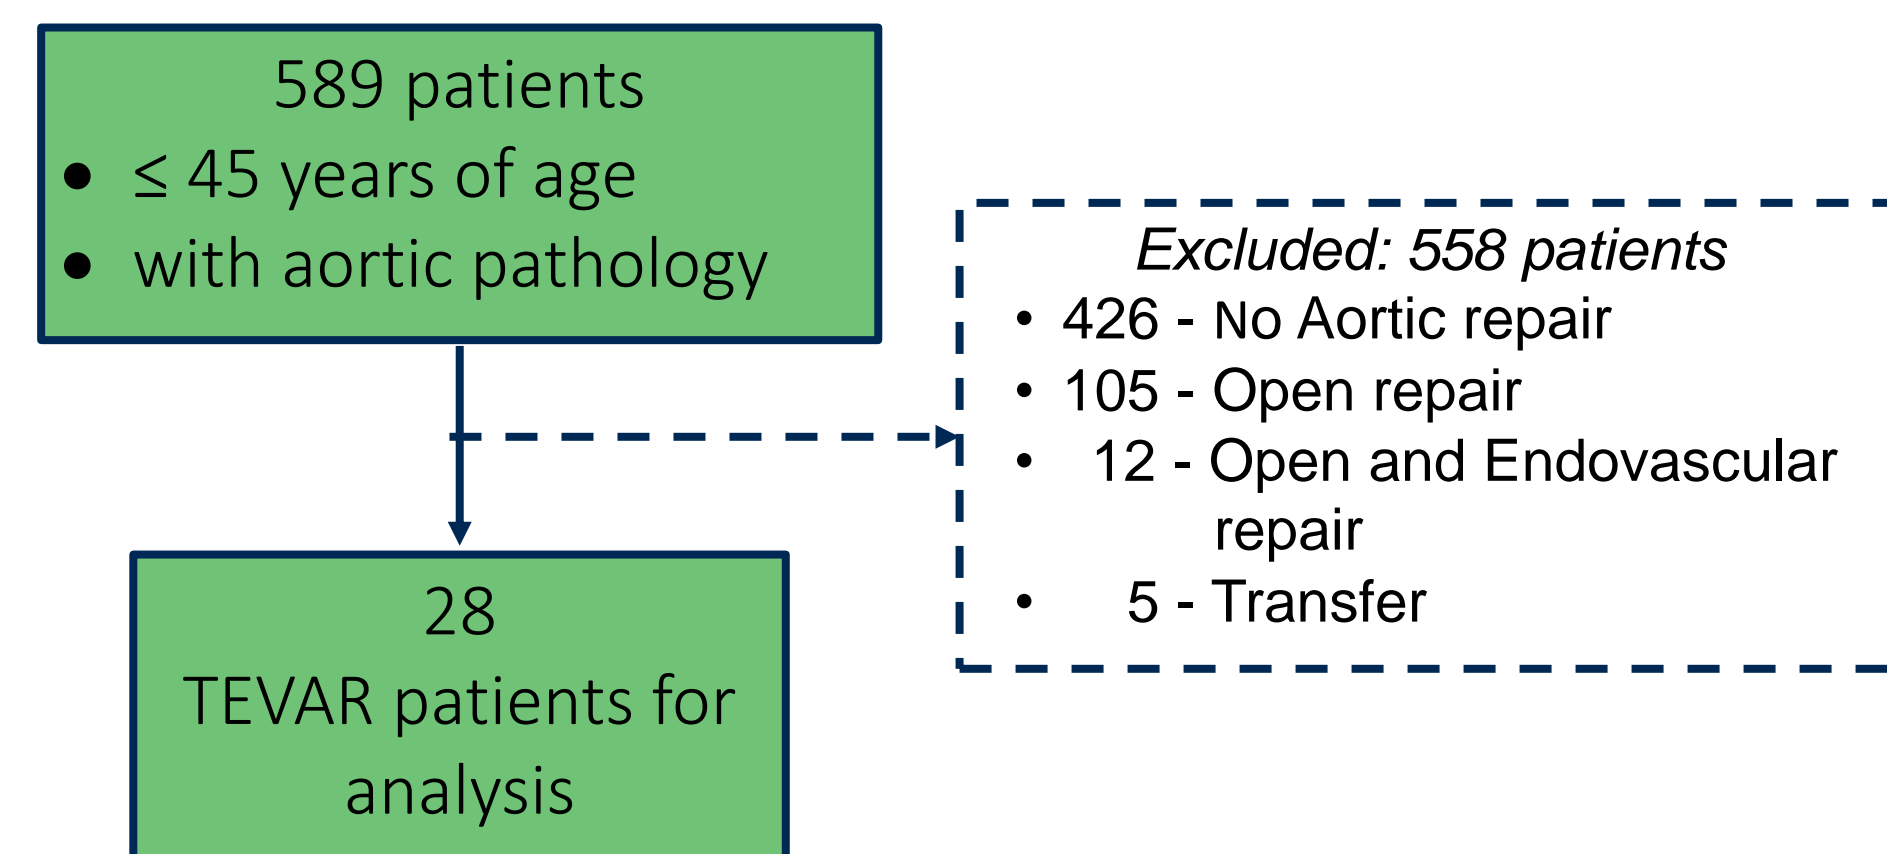 589 patients
• ≤ 45 years of age
• with aortic pathology
Excluded: 558 patients
• 426 - No Aortic repair
• 105 - Open repair
• 12 - Open and Endovascular
repair
• 5 - Transfer
28
TEVAR patients for
analysis